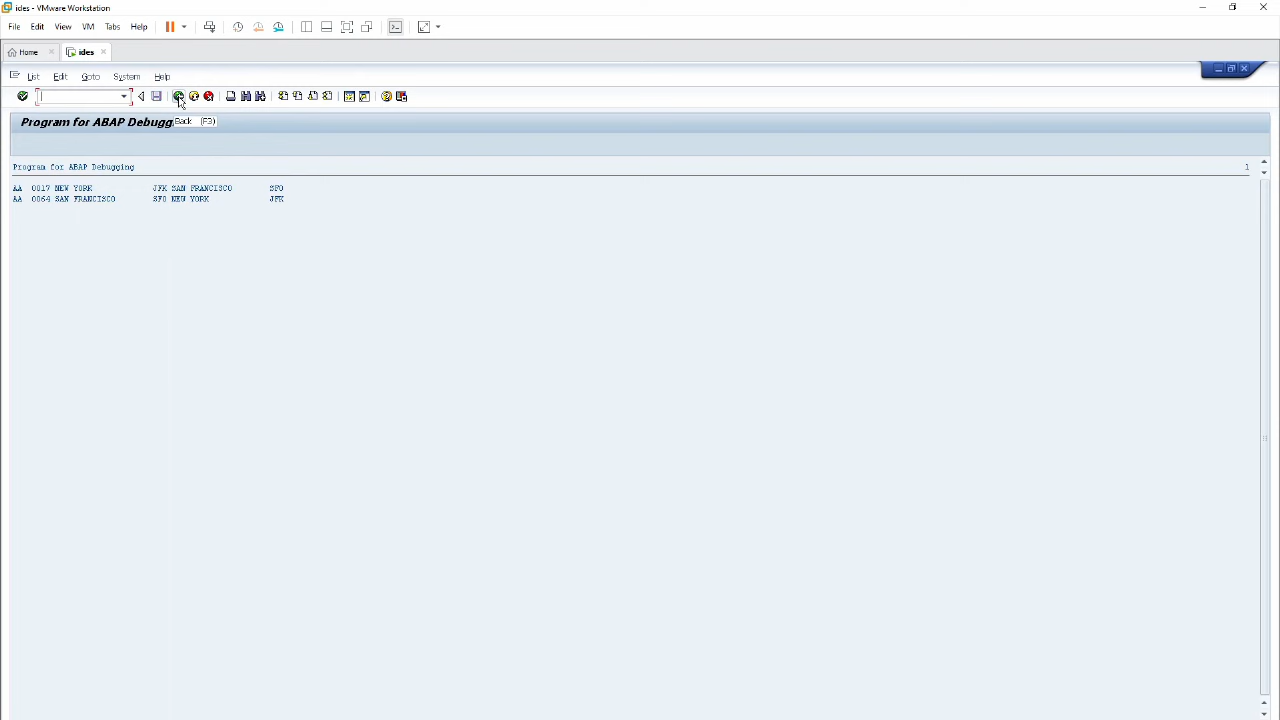 ides - VMware Workstation
File Edit View VM Tabs Help
Home ides
List Edit Goto System Help
Program for ABAP Debugg
Back (F3)
Program for ABAP Debugging 1
AA 0017 NEW YORK JFK SAN FRANCISCO SFO
AA 0064 SAN FRANCISCO SFO NEW YORK JFK